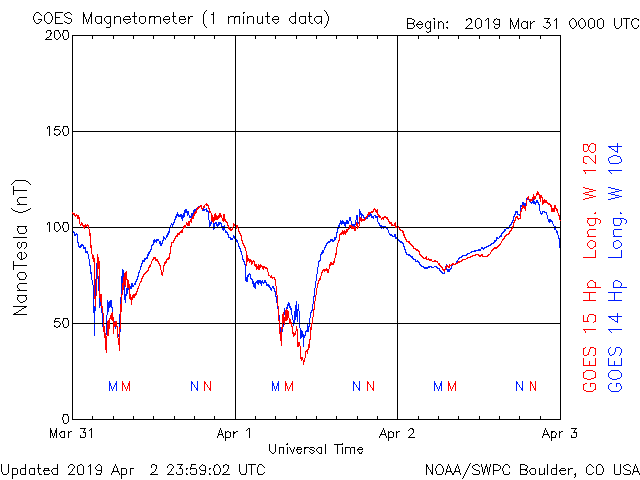 GOES Magnetometer (1 minute data)
Begin: 2019 Mar 31 0000 UTC
200
150
100
50
0
NanoTesla (nT)
M M N N M M N N M M N N
Mar 31 Apr 1 Apr 2 Apr 3
Universal Time
GOES 15 Hp Long. W 128
GOES 14 Hp Long. W 104
Updated 2019 Apr 2 23:59:02 UTC
NOAA/SWPC Boulder, CO USA